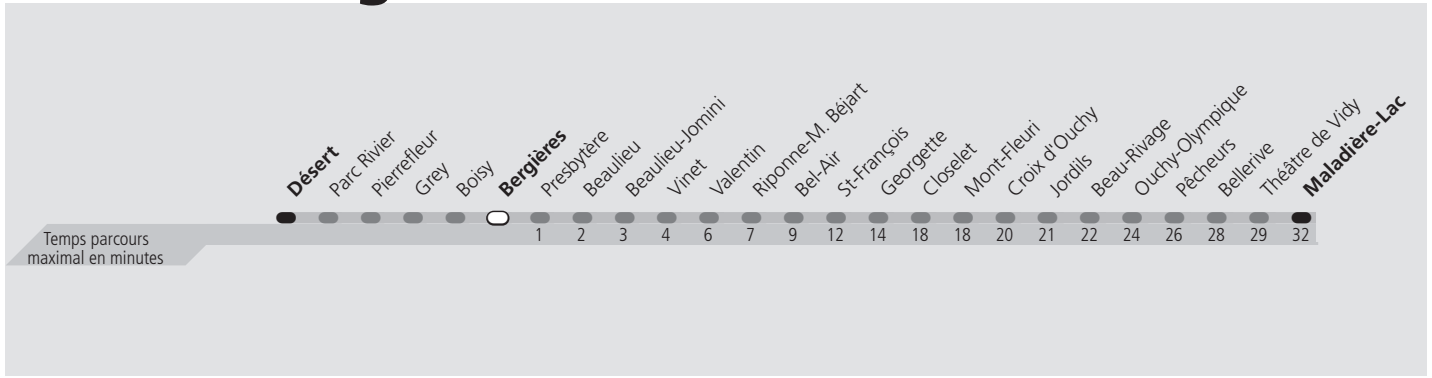 Désert
Parc Rivier
Pierrefleur
Grey
Boisy
Bergières
Presbytère
Beaulieu
Beaulieu-Jomini
Vinet
Valentin
Riponne-M. Béjart
Bel-Air
St-François
Georgette
Closelet
Mont-Fleuri
Croix d'Ouchy
Jordils
Beau-Rivage
Ouchy-Olympique
Pêcheurs
Bellerive
Théâtre de Vidy
Maladière-Lac
Temps parcours
maximal en minutes
1 2 3 4 6 7 9 12 14 18 18 20 21 22 24 26 28 29 32